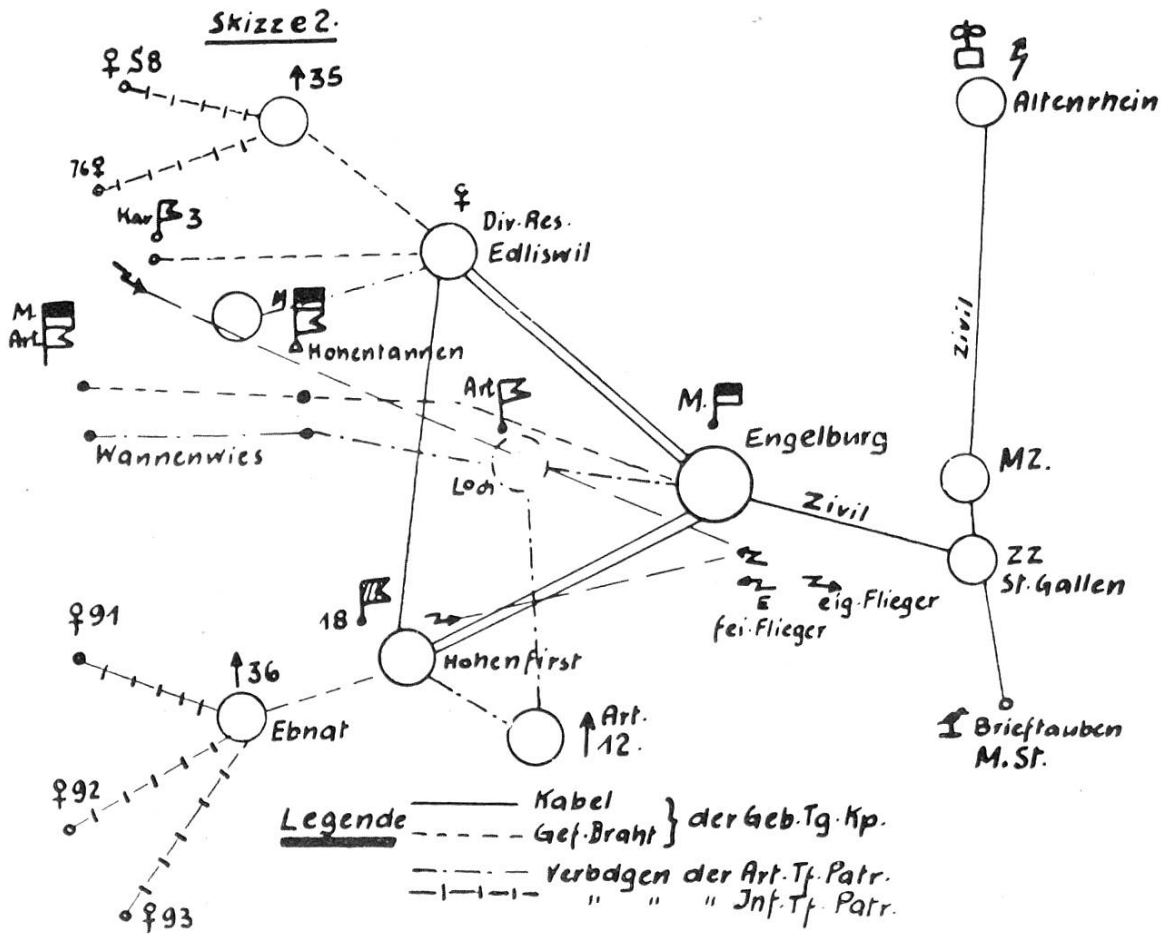 Skizze 2.
♀58
↑35
Altenrhein
76♀
Kav 3
♀
Div. Res.
Edliswil
M
Hohentannen
M.
Art
Zivil
Art
M.
Engelburg
Wannenwies
Loch
MZ.
Zivil
ZZ
St. Gallen
E
eig. Flieger
fei. Flieger
18
♀91
↑36
Hohenfirst
Ebnat
↑ Art.
12.
Brieftauben
M. St.
♀92
♀93
Legende
Kabel
Gef. Draht
} der Geb. Tg. Kp.
Verbdgen der Art. Tf. Patr.
" " " Inf. Tf. Patr.